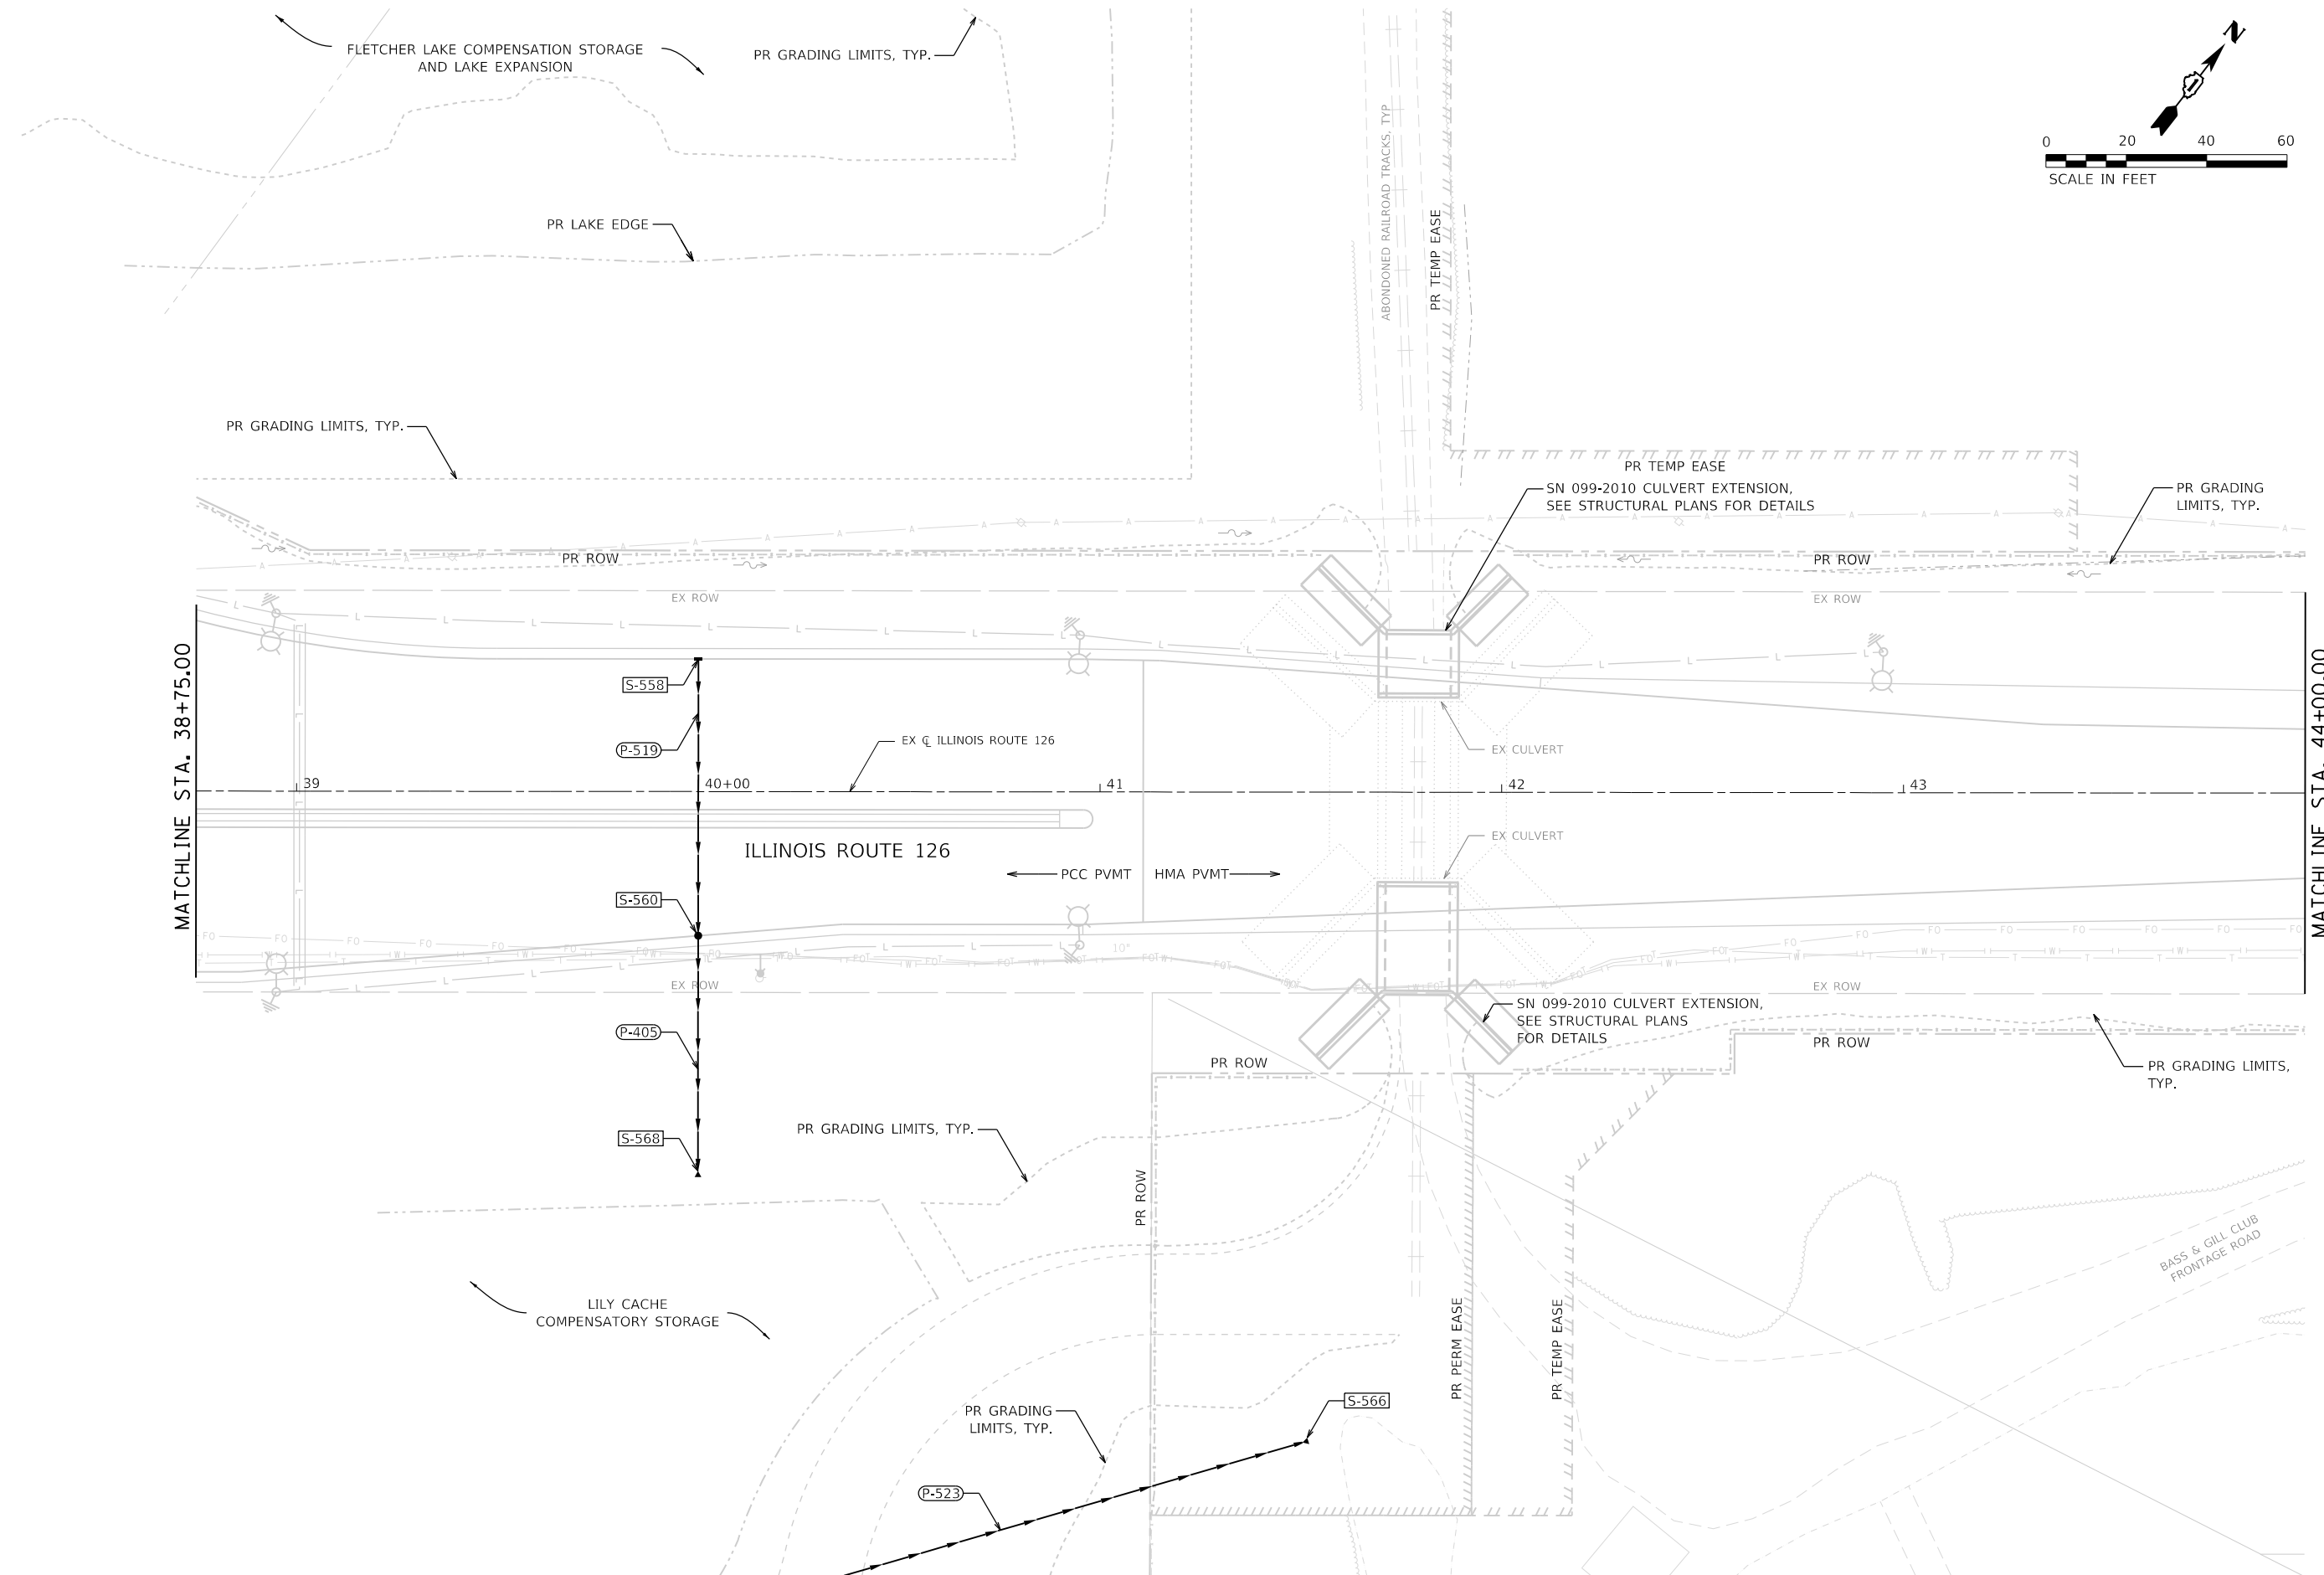 FLETCHER LAKE COMPENSATION STORAGE
AND LAKE EXPANSION
PR GRADING LIMITS, TYP.
N
0 20 40 60
SCALE IN FEET
ABONDONED RAILROAD TRACKS, TYP
PR TEMP EASE
PR LAKE EDGE
PR GRADING LIMITS, TYP.
PR TEMP EASE
SN 099-2010 CULVERT EXTENSION,
SEE STRUCTURAL PLANS FOR DETAILS
PR GRADING
LIMITS, TYP.
PR ROW
PR ROW
EX ROW
EX ROW
MATCHLINE STA. 38+75.00
MATCHLINE STA. 44+00.00
S-558
P-519
EX ℄ ILLINOIS ROUTE 126
EX CULVERT
39
40+00
41
42
43
EX CULVERT
ILLINOIS ROUTE 126
PCC PVMT
HMA PVMT
S-560
10"
EX ROW
EX ROW
SN 099-2010 CULVERT EXTENSION,
SEE STRUCTURAL PLANS
FOR DETAILS
P-405
PR ROW
PR ROW
PR GRADING LIMITS,
TYP.
S-568
PR GRADING LIMITS, TYP.
PR ROW
BASS & GILL CLUB
FRONTAGE ROAD
LILY CACHE
COMPENSATORY STORAGE
PR PERM EASE
PR TEMP EASE
S-566
PR GRADING
LIMITS, TYP.
P-523